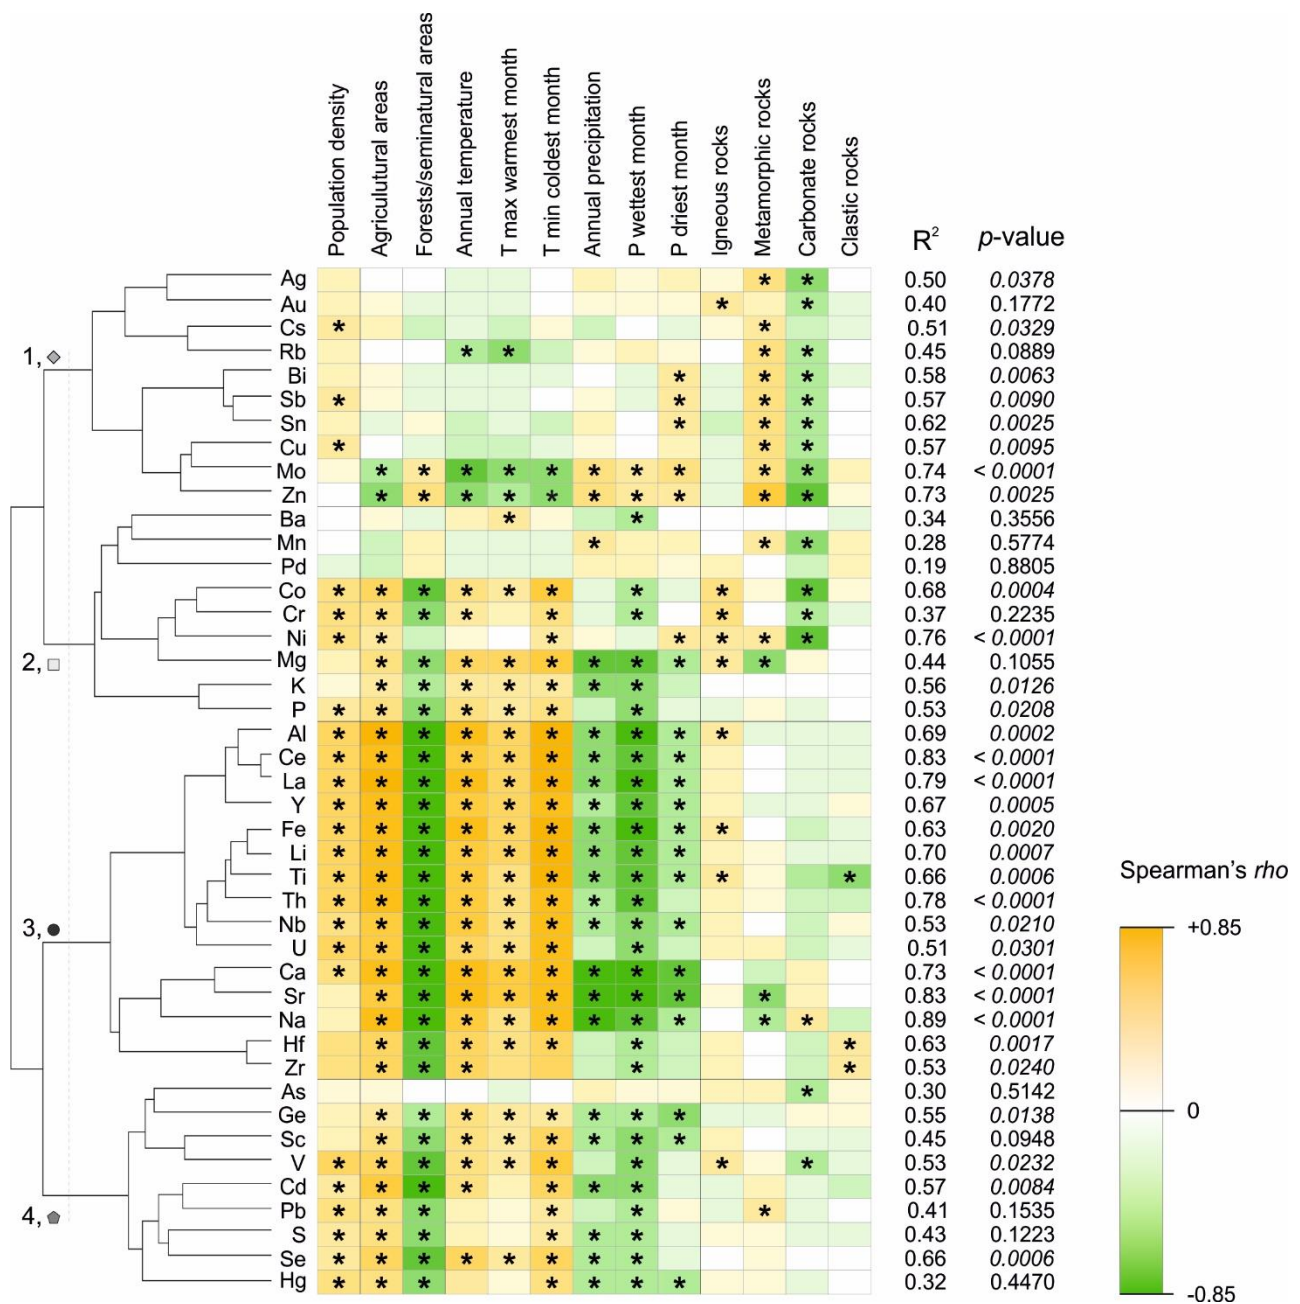 Population density
Agriculutural areas
Forests/seminatural areas
Annual temperature
T max warmest month
T min coldest month
Annual precipitation
P wettest month
P driest month
Igneous rocks
Metamorphic rocks
Carbonate rocks
Clastic rocks
R² p-value
Ag * * 0.50 0.0378
Au * * 0.40 0.1772
Cs * * 0.51 0.0329
1, Rb * * * * 0.45 0.0889
Bi * * * 0.58 0.0063
Sb * * * * 0.57 0.0090
Sn * * * 0.62 0.0025
Cu * * * 0.57 0.0095
Mo * * * * * * * * * * 0.74 < 0.0001
Zn * * * * * * * * * * 0.73 0.0025
Ba * * 0.34 0.3556
Mn * * * 0.28 0.5774
Pd 0.19 0.8805
Co * * * * * * * * * 0.68 0.0004
Cr * * * * * * * * 0.37 0.2235
Ni * * * * * * * 0.76 < 0.0001
2, Mg * * * * * * * * * * 0.44 0.1055
K * * * * * * * 0.56 0.0126
P * * * * * * * 0.53 0.0208
Al * * * * * * * * * * 0.69 0.0002
Ce * * * * * * * * * 0.83 < 0.0001
La * * * * * * * * * 0.79 < 0.0001
Y * * * * * * * * * 0.67 0.0005
Fe * * * * * * * * * * 0.63 0.0020
Li * * * * * * * * * 0.70 0.0007
Ti * * * * * * * * * * * 0.66 0.0006
Th * * * * * * * * 0.78 < 0.0001
3, Nb * * * * * * * * * 0.53 0.0210
U * * * * * * * 0.51 0.0301
Ca * * * * * * * * * 0.73 < 0.0001
Sr * * * * * * * * * 0.83 < 0.0001
Na * * * * * * * * * * 0.89 < 0.0001
Hf * * * * * * * 0.63 0.0017
Zr * * * * * 0.53 0.0240
As * 0.30 0.5142
Ge * * * * * * * * 0.55 0.0138
Sc * * * * * * * * 0.45 0.0948
V * * * * * * * * * 0.53 0.0232
Cd * * * * * * * 0.57 0.0084
4, Pb * * * * * * 0.41 0.1535
S * * * * * * 0.43 0.1223
Se * * * * * * * * 0.66 0.0006
Hg * * * * * * * 0.32 0.4470
Spearman's rho
+0.85
0
-0.85